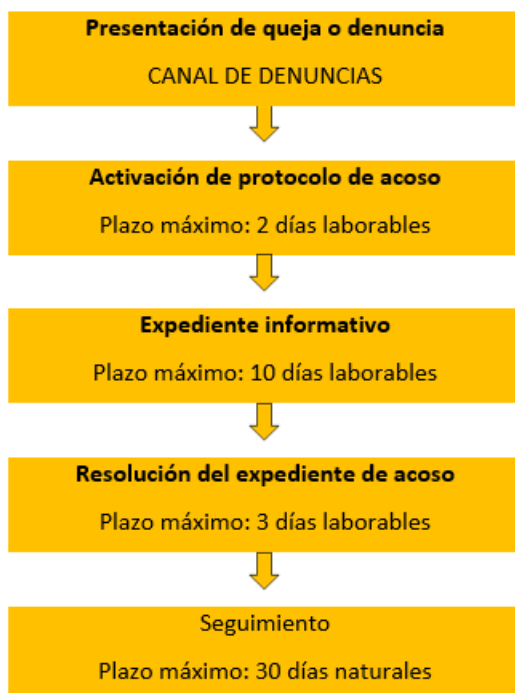 Presentación de queja o denuncia
CANAL DE DENUNCIAS
Activación de protocolo de acoso
Plazo máximo: 2 días laborables
Expediente informativo
Plazo máximo: 10 días laborables
Resolución del expediente de acoso
Plazo máximo: 3 días laborables
Seguimiento
Plazo máximo: 30 días naturales